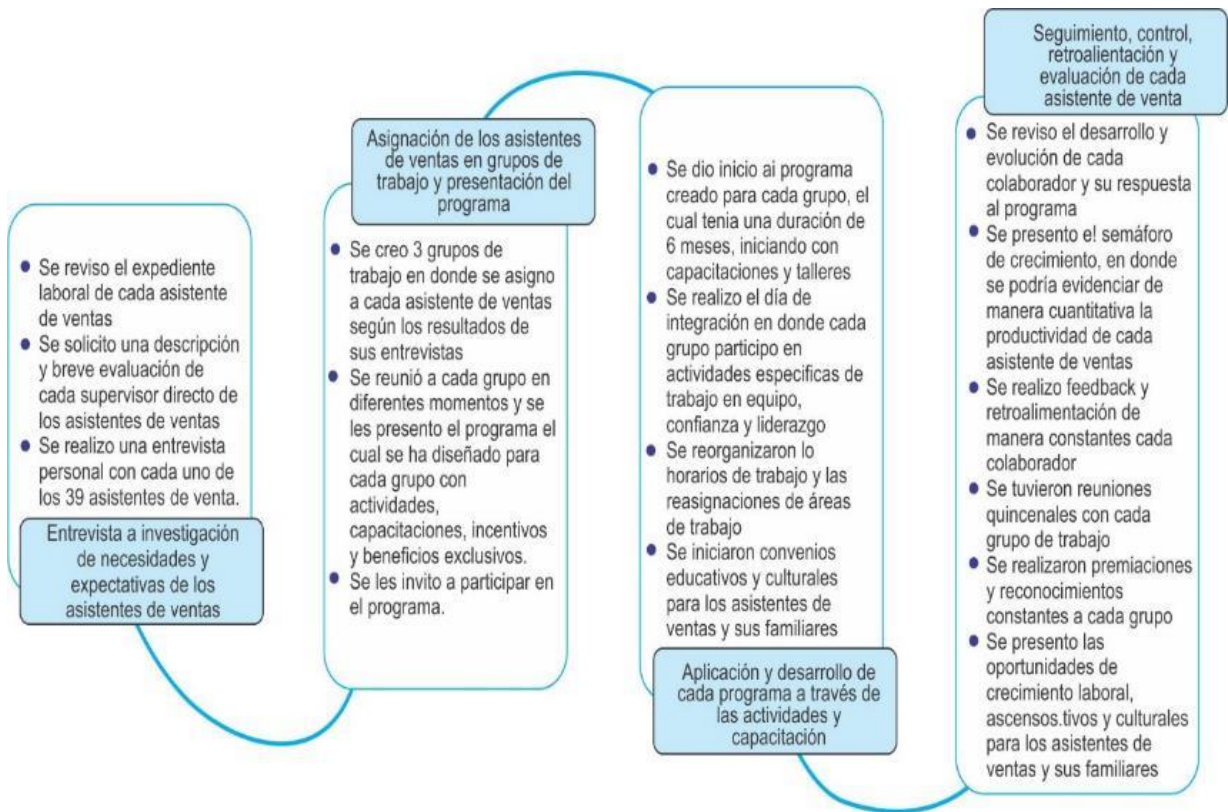 Se reviso el expediente
laboral de cada asistente
de ventas
Se solicito una descripción
y breve evaluación de
cada supervisor directo de
los asistentes de ventas
Se realizo una entrevista
personal con cada uno de
los 39 asistentes de venta.
Entrevista a investigación
de necesidades y
expectativas de los
asistentes de ventas
Asignación de los asistentes
de ventas en grupos de
trabajo y presentación del
programa
Se creo 3 grupos de
trabajo en donde se asigno
a cada asistente de ventas
según los resultados de
sus entrevistas
Se reunió a cada grupo en
diferentes momentos y se
les presento el programa el
cual se ha diseñado para
cada grupo con
actividades,
capacitaciones, incentivos
y beneficios exclusivos.
Se les invito a participar en
el programa.
Se dio inicio ai programa
creado para cada grupo, el
cual tenia una duración de
6 meses, iniciando con
capacitaciones y talleres
Se realizo el día de
integración en donde cada
grupo participo en
actividades especificas de
trabajo en equipo,
confianza y liderazgo
Se reorganizaron lo
horarios de trabajo y las
reasignaciones de áreas
de trabajo
Se iniciaron convenios
educativos y culturales
para los asistentes de
ventas y sus familiares
Aplicación y desarrollo de
cada programa a través de
las actividades y
capacitación
Seguimiento, control,
retroalientación y
evaluación de cada
asistente de venta
Se reviso el desarrollo y
evolución de cada
colaborador y su respuesta
al programa
Se presento e! semáforo
de crecimiento, en donde
se podría evidenciar de
manera cuantitativa la
productividad de cada
asistente de ventas
Se realizo feedback y
retroalimentación de
manera constantes cada
colaborador
Se tuvieron reuniones
quincenales con cada
grupo de trabajo
Se realizaron premiaciones
y reconocimientos
constantes a cada grupo
Se presento las
oportunidades de
crecimiento laboral,
ascensos.tivos y culturales
para los asistentes de
ventas y sus familiares